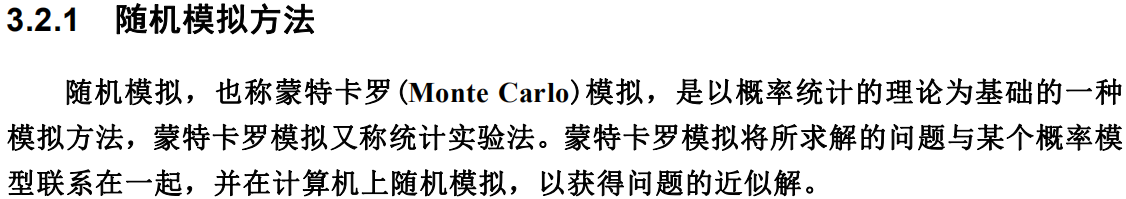 3.2.1 随机模拟方法
随机模拟，也称蒙特卡罗(Monte Carlo)模拟，是以概率统计的理论为基础的一种
模拟方法，蒙特卡罗模拟又称统计实验法。蒙特卡罗模拟将所求解的问题与某个概率模
型联系在一起，并在计算机上随机模拟，以获得问题的近似解。